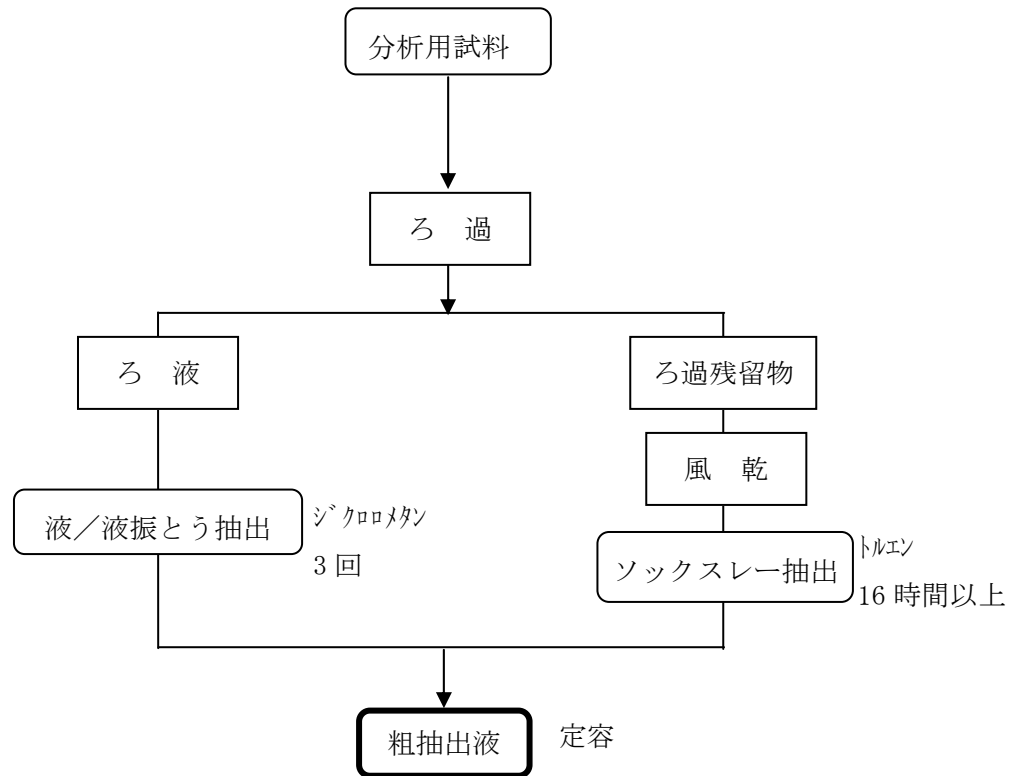 分析用試料
ろ　過
ろ　液
ろ過残留物
風　乾
液／液振とう抽出
ｼﾞｸﾛﾛﾒﾀﾝ
3回
ソックスレー抽出
ﾄﾙｴﾝ
16時間以上
粗抽出液
定容